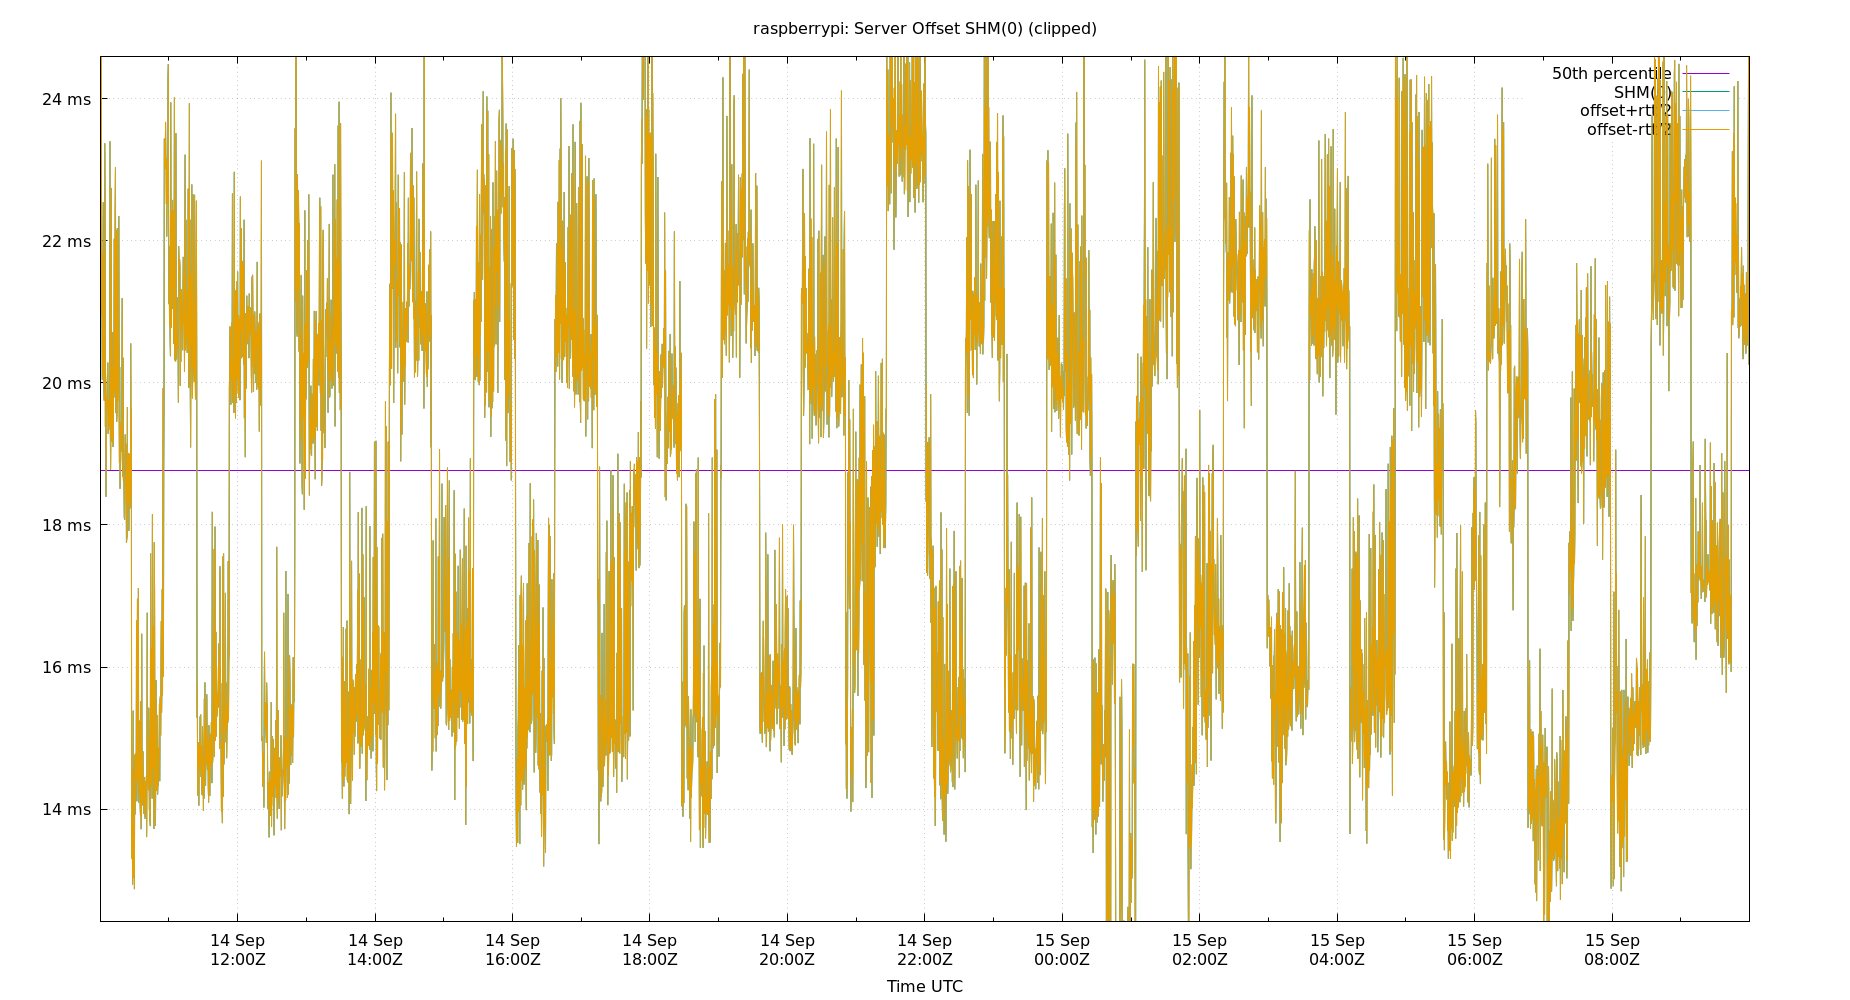 raspberrypi: Server Offset SHM(0) (clipped)
50th percentile
SHM(0)
offset+rtt/2
offset-rtt/2
24 ms
22 ms
20 ms
18 ms
16 ms
14 ms
14 Sep 14 Sep 14 Sep 14 Sep 14 Sep 14 Sep 15 Sep 15 Sep 15 Sep 15 Sep 15 Sep
12:00Z 14:00Z 16:00Z 18:00Z 20:00Z 22:00Z 00:00Z 02:00Z 04:00Z 06:00Z 08:00Z
Time UTC